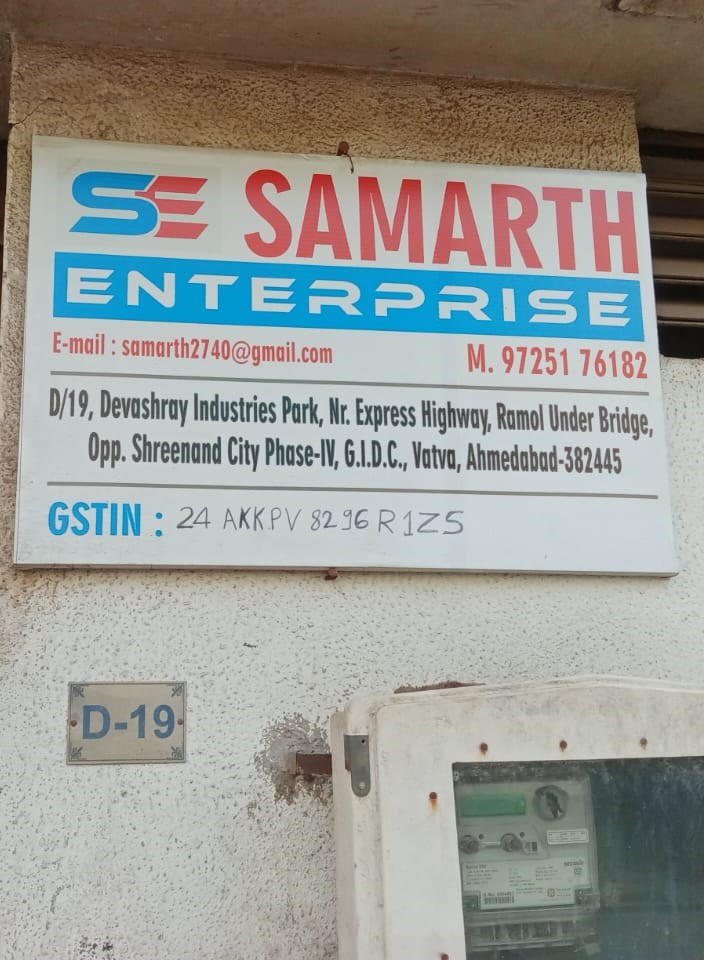 SE SAMARTH
ENTERPRISE
E-mail : samarth2740@gmail.com M. 97251 76182
D/19, Devashray Industries Park, Nr. Express Highway, Ramol Under Bridge,
Opp. Shreenand City Phase-IV, G.I.D.C., Vatva, Ahmedabad-382445
GSTIN : 24 AKKPV 8296 R1Z5
D-19